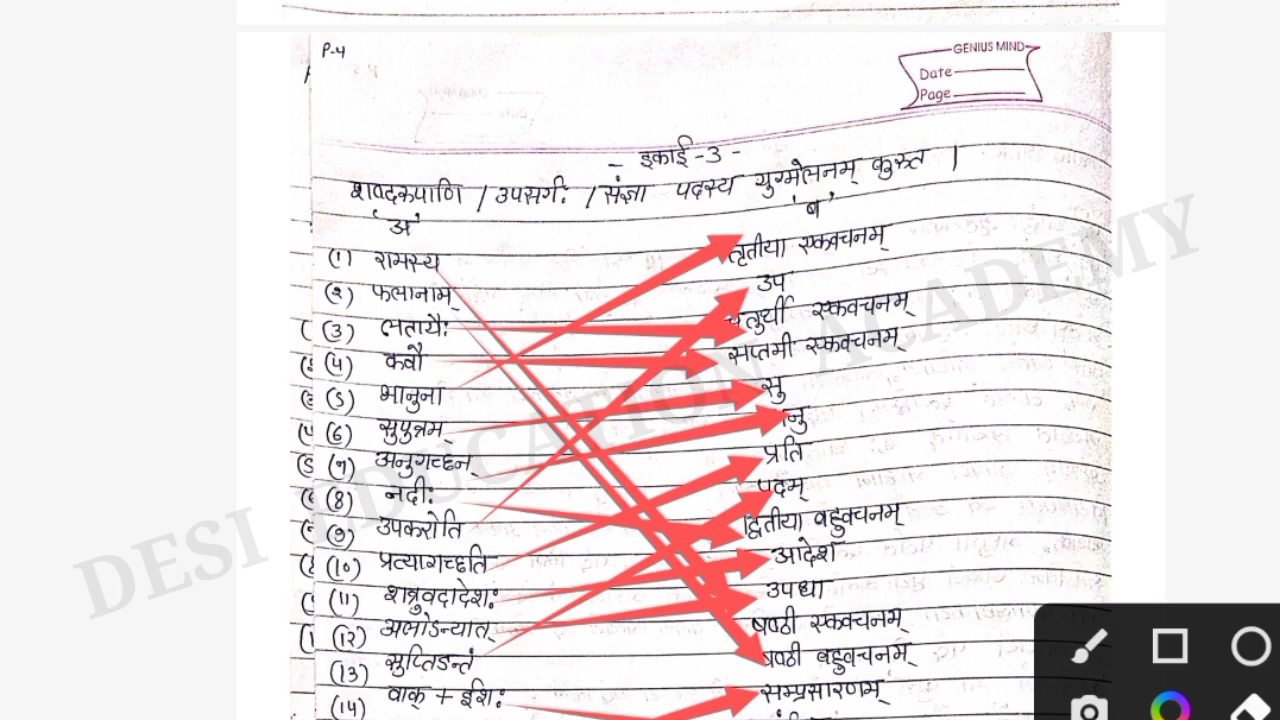 P-4
GENIUS MIND
Date
Page
- इकाई -3 -
शब्दरूपाणि / उपसर्ग: / संज्ञा पदस्य युग्मेलनम् कुरुत |
'अ'
'ब'
(1) रामस्य
तृतीया एकवचनम्
(२) फलानाम्
उप
(3) लतायै:
चतुर्थी एकवचनम्
(4) कवौ
सप्तमी एकवचनम्
(5) भानुना
सु
(6) सुपुत्रम
नु
(7) अनुगच्छन्
प्रति
(8) नदी:
पदम्
(9) उपकरोति
द्वितीया बहुवचनम्
(10) प्रत्यागच्छति
आदेश
(11) शत्रुवदादेश:
उपधा
(12) अलोऽन्यात्
षष्ठी एकवचनम्
(13) सुप्तिङन्तं
षष्ठी बहुवचनम्
(14) वाक् + ईश:
सम्प्रसारणम्
DESI EDUCATION ACADEMY